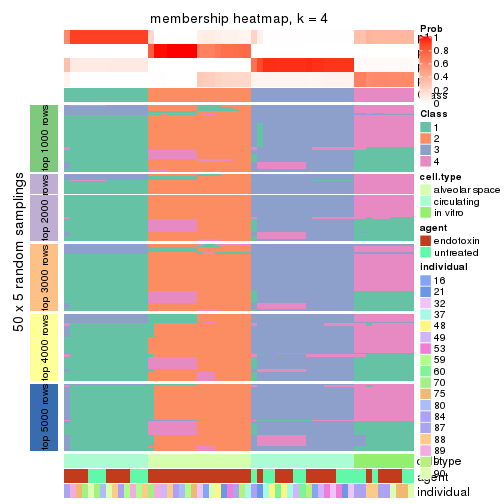 membership heatmap, k = 4
50 x 5 random samplings
top 1000 rows
top 2000 rows
top 3000 rows
top 4000 rows
top 5000 rows
Prob
1
0.8
0.6
0.4
0.2
0
Class
1
2
3
4
cell.type
alveolar space
circulating
in vitro
agent
endotoxin
untreated
individual
16
21
32
37
48
49
53
59
60
75
80
84
87
88
89
90
agent
individual